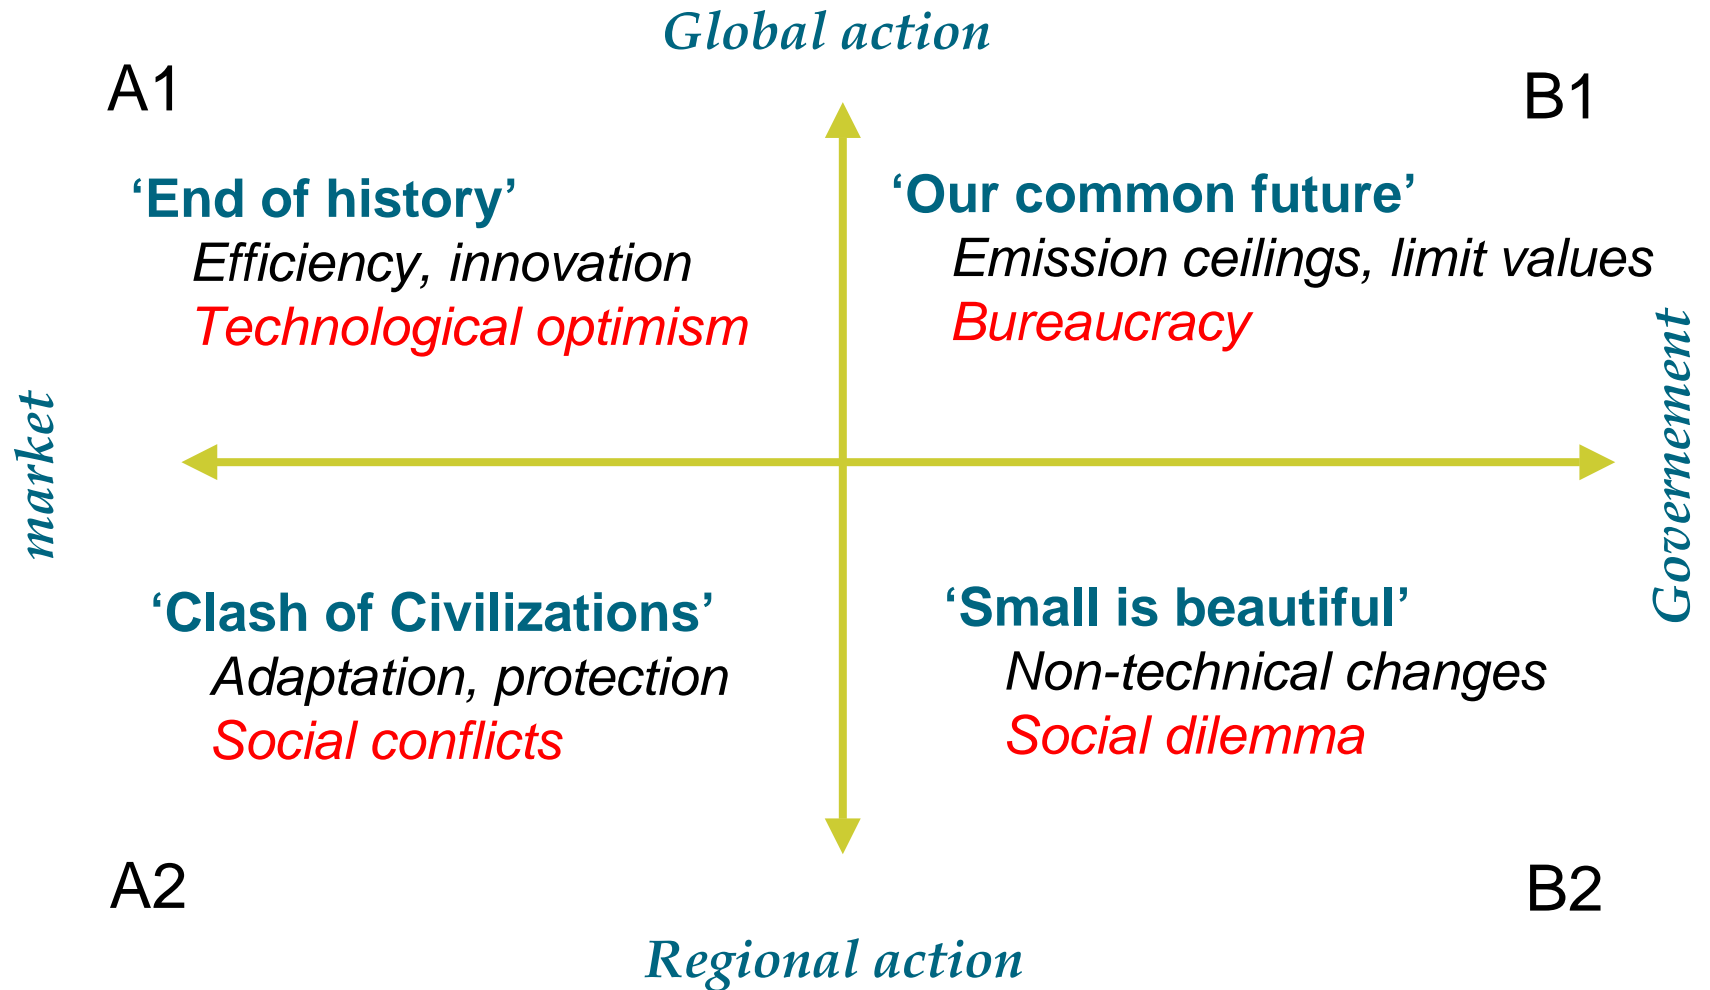 Global action
A1
B1
‘End of history’
Efficiency, innovation
Technological optimism
‘Our common future’
Emission ceilings, limit values
Bureaucracy
market
Governement
‘Clash of Civilizations’
Adaptation, protection
Social conflicts
‘Small is beautiful’
Non-technical changes
Social dilemma
A2
B2
Regional action